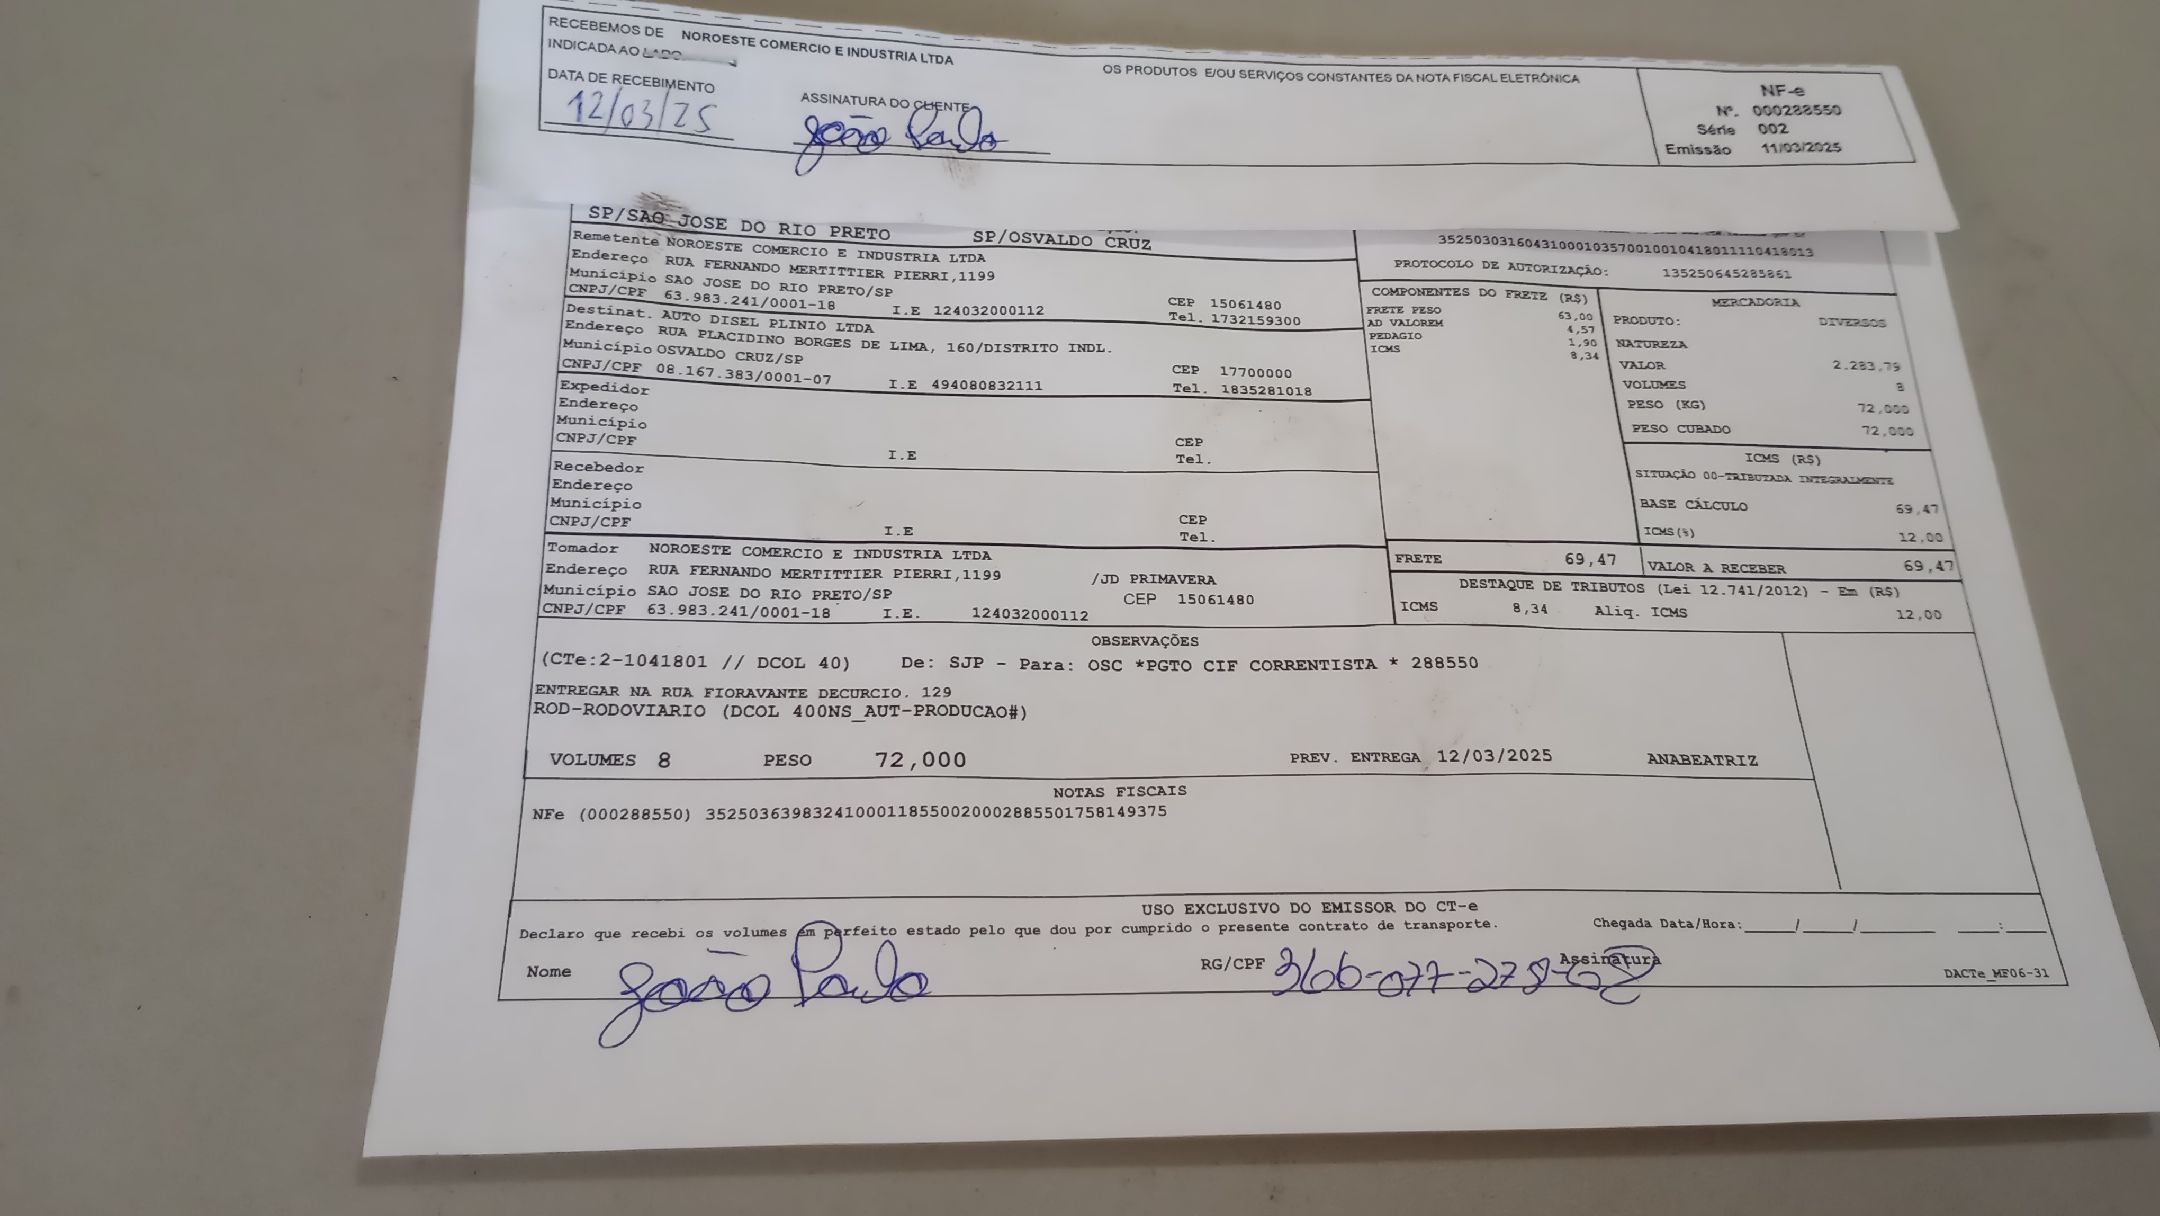 RECEBEMOS DE NOROESTE COMERCIO E INDUSTRIA LTDA OS PRODUTOS E/OU SERVIÇOS CONSTANTES DA NOTA FISCAL ELETRÔNICA
INDICADA AO LADO
DATA DE RECEBIMENTO ASSINATURA DO CLIENTE
12/03/25 João Paulo
NF-e
Nº. 000288550
Série 002
Emissão 11/03/2025
SP/SAO JOSE DO RIO PRETO SP/OSVALDO CRUZ
Remetente NOROESTE COMERCIO E INDUSTRIA LTDA
Endereço RUA FERNANDO MERTITTIER PIERRI,1199
Município SAO JOSE DO RIO PRETO/SP CEP 15061480
CNPJ/CPF 63.983.241/0001-18 I.E 124032000112 Tel. 1732159300
Destinat. AUTO DISEL PLINIO LTDA
Endereço RUA PLACIDINO BORGES DE LIMA, 160/DISTRITO INDL.
Município OSVALDO CRUZ/SP CEP 17700000
CNPJ/CPF 08.167.383/0001-07 I.E 494080832111 Tel. 1835281018
Expedidor
Endereço
Município CEP
CNPJ/CPF I.E Tel.
Recebedor
Endereço
Município CEP
CNPJ/CPF I.E Tel.
Tomador NOROESTE COMERCIO E INDUSTRIA LTDA
Endereço RUA FERNANDO MERTITTIER PIERRI,1199 /JD PRIMAVERA
Município SAO JOSE DO RIO PRETO/SP CEP 15061480
CNPJ/CPF 63.983.241/0001-18 I.E. 124032000112
35250303160431000103570010010418011110418013
PROTOCOLO DE AUTORIZAÇÃO: 135250645285861
COMPONENTES DO FRETE (R$)
FRETE PESO 63,00
AD VALOREM 4,57
PEDAGIO 1,90
ICMS 8,34
MERCADORIA
PRODUTO: DIVERSOS
NATUREZA
VALOR 2.283,79
VOLUMES 8
PESO (KG) 72,000
PESO CUBADO 72,000
ICMS (R$)
SITUAÇÃO 00-TRIBUTADA INTEGRALMENTE
BASE CÁLCULO 69,47
ICMS(%) 12,00
FRETE 69,47 VALOR A RECEBER 69,47
DESTAQUE DE TRIBUTOS (Lei 12.741/2012) - Em (R$)
ICMS 8,34 Aliq. ICMS 12,00
OBSERVAÇÕES
(CTe:2-1041801 // DCOL 40) De: SJP - Para: OSC *PGTO CIF CORRENTISTA * 288550
ENTREGAR NA RUA FIORAVANTE DECURCIO. 129
ROD-RODOVIARIO (DCOL 400NS_AUT-PRODUCAO#)
VOLUMES 8 PESO 72,000 PREV. ENTREGA 12/03/2025 ANABEATRIZ
NOTAS FISCAIS
NFe (000288550) 35250363983241000118550020002885501758149375
USO EXCLUSIVO DO EMISSOR DO CT-e
Declaro que recebi os volumes em perfeito estado pelo que dou por cumprido o presente contrato de transporte. Chegada Data/Hora:____/____/______ ____:____
Nome João Paulo RG/CPF 366-077-278-68 Assinatura DACTe_MF06-31